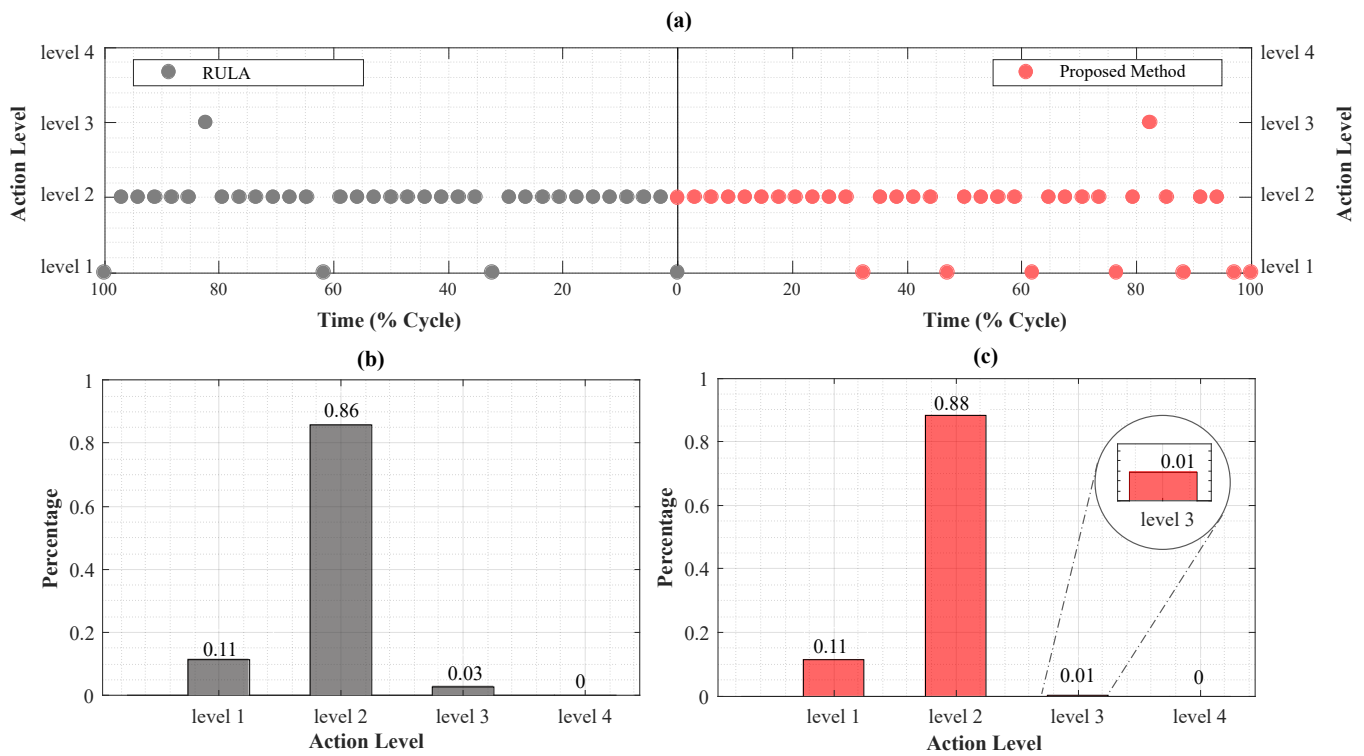 (a)
level 4
level 3
level 2
level 1
Action Level
RULA
Proposed Method
level 4
level 3
level 2
level 1
Action Level
100
80
60
40
20
0
20
40
60
80
100
Time (% Cycle)
Time (% Cycle)
(b)
1
0.8
0.6
0.4
0.2
0
Percentage
0.11
0.86
0.03
0
level 1
level 2
level 3
level 4
Action Level
(c)
1
0.8
0.6
0.4
0.2
0
Percentage
0.11
0.88
0.01
0
0.01
level 3
level 1
level 2
level 3
level 4
Action Level